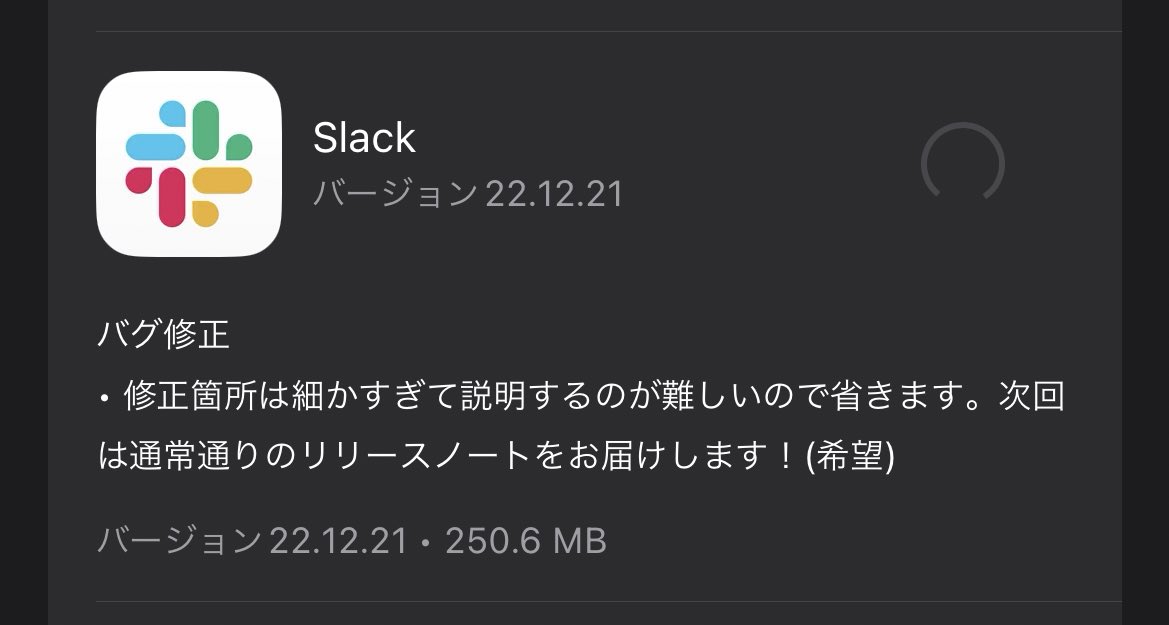 Slack
バージョン 22.12.21
バグ修正
• 修正箇所は細かすぎて説明するのが難しいので省きます。次回
は通常通りのリリースノートをお届けします！(希望)
バージョン 22.12.21 • 250.6 MB